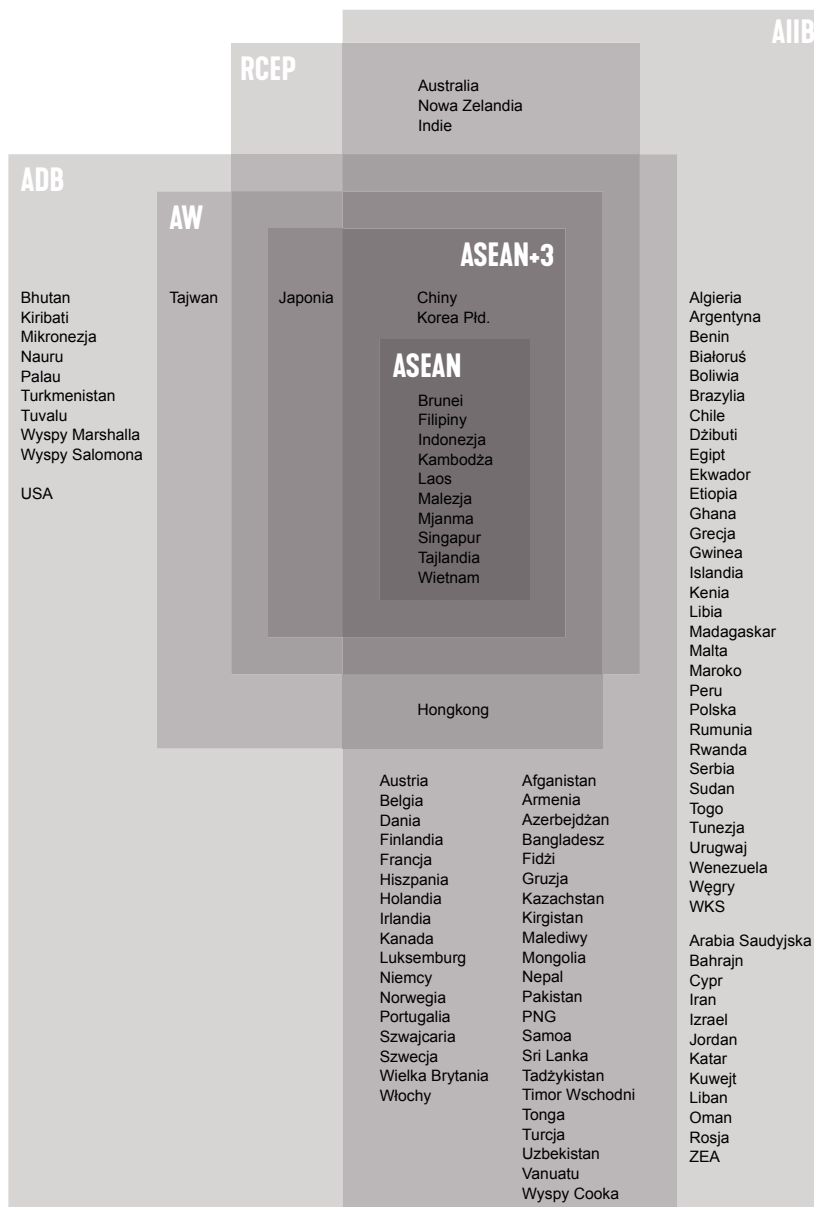 AIIB
RCEP
Australia
Nowa Zelandia
Indie
ADB
AW
ASEAN+3
Bhutan
Kiribati
Mikronezja
Nauru
Palau
Turkmenistan
Tuvalu
Wyspy Marshalla
Wyspy Salomona
USA
Tajwan
Japonia
Chiny
Korea Płd.
ASEAN
Brunei
Filipiny
Indonezja
Kambodża
Laos
Malezja
Mjanma
Singapur
Tajlandia
Wietnam
Hongkong
Austria
Belgia
Dania
Finlandia
Francja
Hiszpania
Holandia
Irlandia
Kanada
Luksemburg
Niemcy
Norwegia
Portugalia
Szwajcaria
Szwecja
Wielka Brytania
Włochy
Afganistan
Armenia
Azerbejdżan
Bangladesz
Fidżi
Gruzja
Kazachstan
Kirgistan
Malediwy
Mongolia
Nepal
Pakistan
PNG
Samoa
Sri Lanka
Tadżykistan
Timor Wschodni
Tonga
Turcja
Uzbekistan
Vanuatu
Wyspy Cooka
Algieria
Argentyna
Benin
Białoruś
Boliwia
Brazylia
Chile
Dżibuti
Egipt
Ekwador
Etiopia
Ghana
Grecja
Gwinea
Islandia
Kenia
Libia
Madagaskar
Malta
Maroko
Peru
Polska
Rumunia
Rwanda
Serbia
Sudan
Togo
Tunezja
Urugwaj
Wenezuela
Węgry
WKS
Arabia Saudyjska
Bahrajn
Cypr
Iran
Izrael
Jordan
Katar
Kuwejt
Liban
Oman
Rosja
ZEA